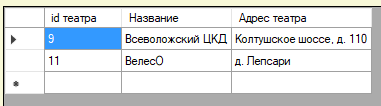 id театра Название Адрес театра
9 Всеволожский ЦКД Колтушское шоссе, д. 110
11 ВелесО д. Лепсари